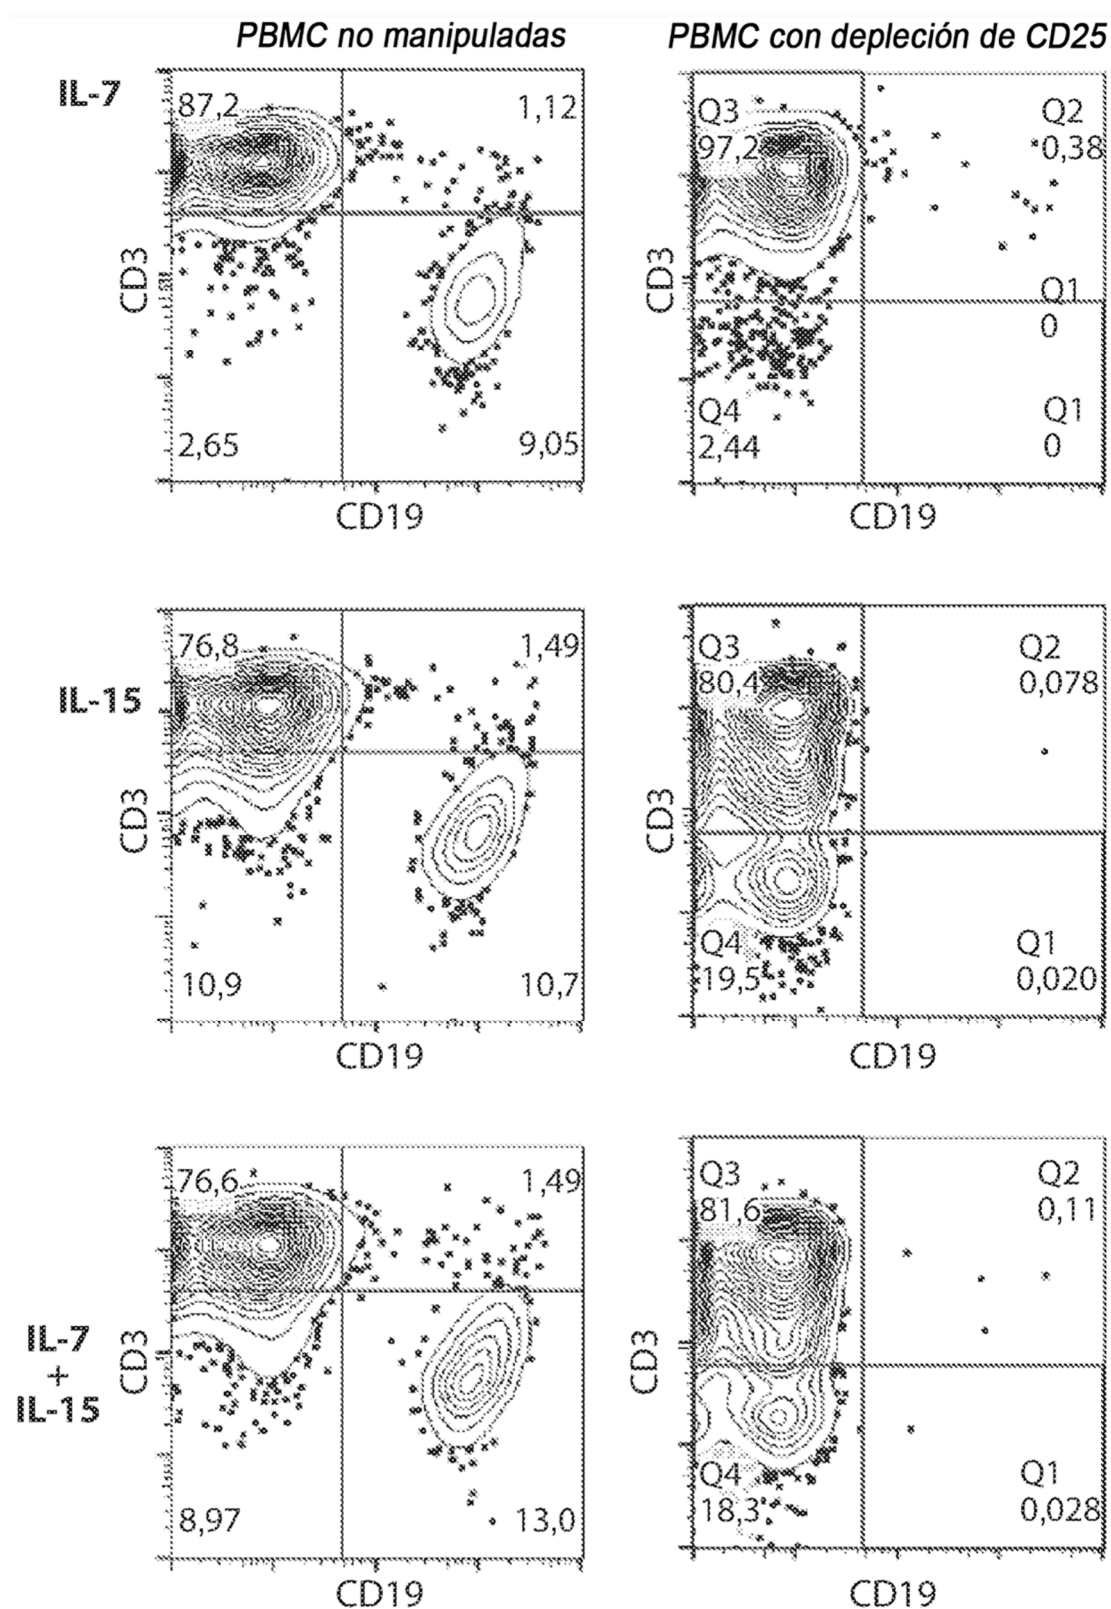 PBMC no manipuladas
PBMC con depleción de CD25
IL-7
87,2
1,12
CD3
2,65
9,05
CD19
Q3
97,2
Q2
0,38
CD3
Q1
0
Q4
2,44
Q1
0
CD19
IL-15
76,8
1,49
CD3
10,9
10,7
CD19
Q3
80,4
Q2
0,078
CD3
Q4
19,5
Q1
0,020
CD19
IL-7
+
IL-15
76,6
1,49
CD3
8,97
13,0
CD19
Q3
81,6
Q2
0,11
CD3
Q4
18,3
Q1
0,028
CD19